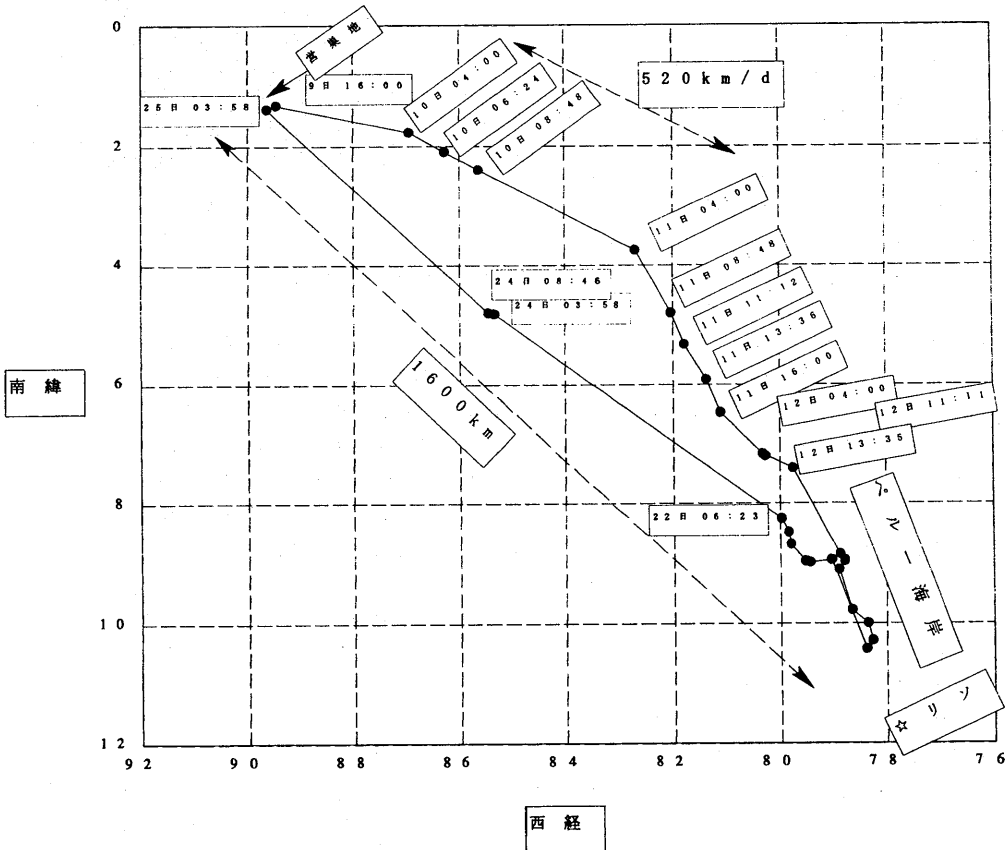 0
2
4
6
8
10
12
92 90 88 86 84 82 80 78 76
南緯
西経
営巣地
25日 03:58
9日 16:00
10日 04:00
10日 06:24
10日 08:48
520km/d
11日 04:00
11日 08:48
11日 11:12
11日 13:36
11日 16:00
12日 04:00
12日 11:11
12日 13:35
24日 08:46
24日 03:58
1600km
22日 06:23
ペルー海岸
☆ リソ